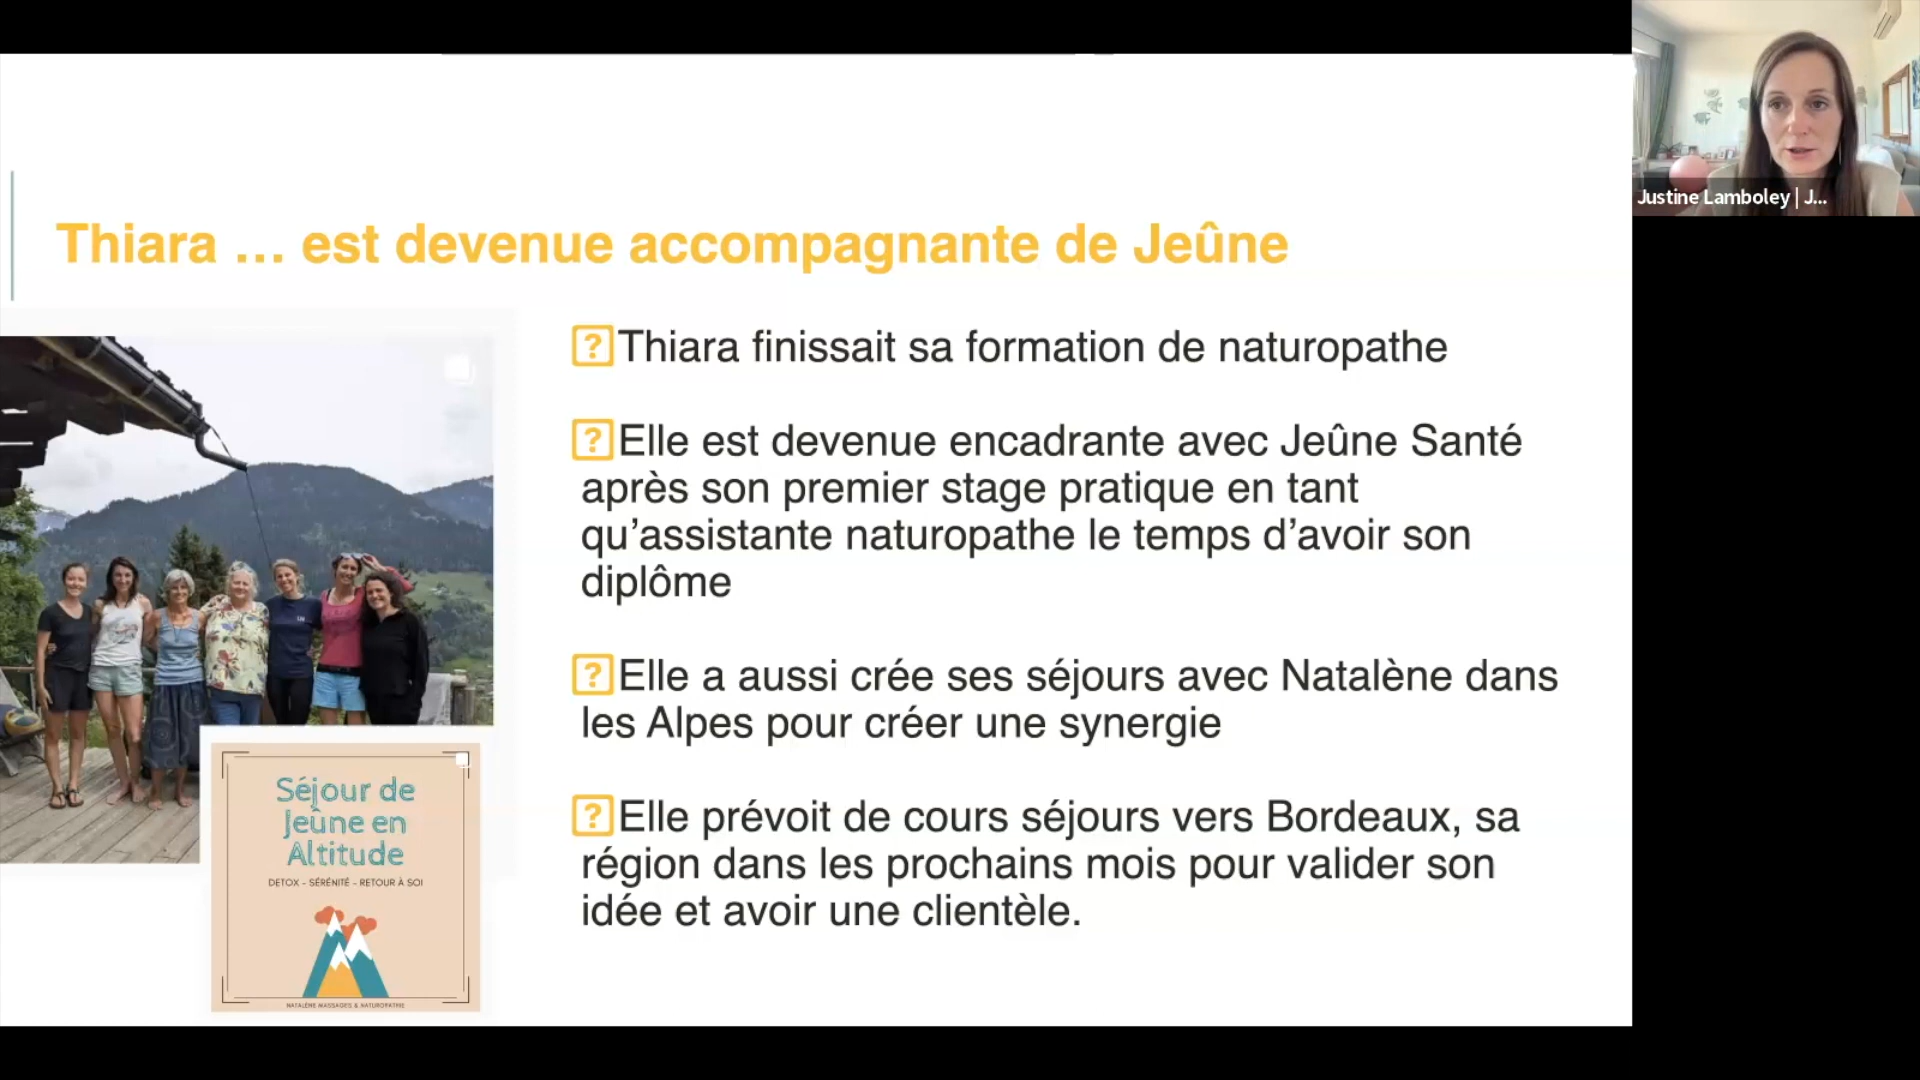 Justine Lamboley | J...
Thiara ... est devenue accompagnante de Jeûne
Thiara finissait sa formation de naturopathe
Elle est devenue encadrante avec Jeûne Santé
après son premier stage pratique en tant
qu’assistante naturopathe le temps d’avoir son
diplôme
Elle a aussi crée ses séjours avec Natalène dans
les Alpes pour créer une synergie
Elle prévoit de cours séjours vers Bordeaux, sa
région dans les prochains mois pour valider son
idée et avoir une clientèle.
Séjour de
Jeûne en
Altitude
DETOX - SÉRÉNITÉ - RETOUR À SOI
NATALÈNE MASSAGES & NATUROPATHIE